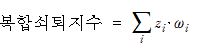 복합쇠퇴지수 = ∑_i z_i · ω_i